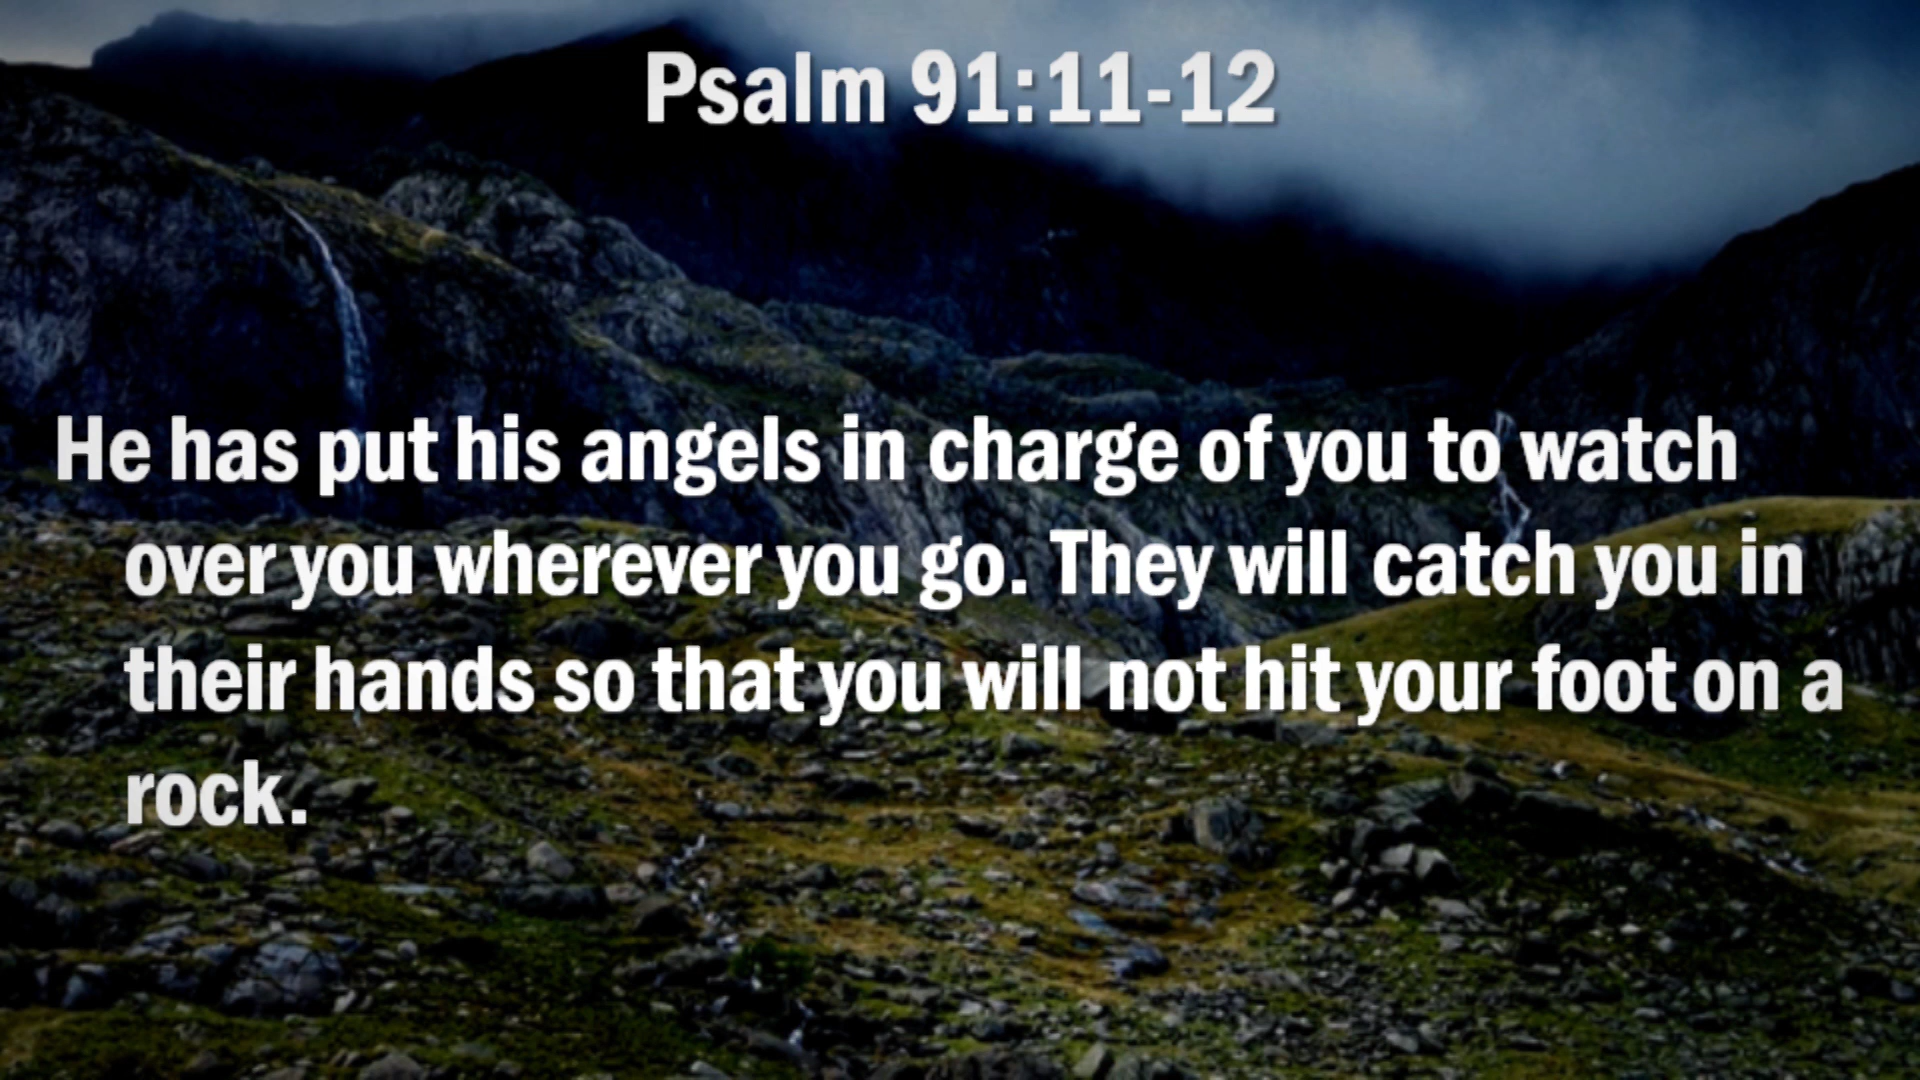 Psalm 91:11-12
He has put his angels in charge of you to watch
over you wherever you go. They will catch you in
their hands so that you will not hit your foot on a
rock.